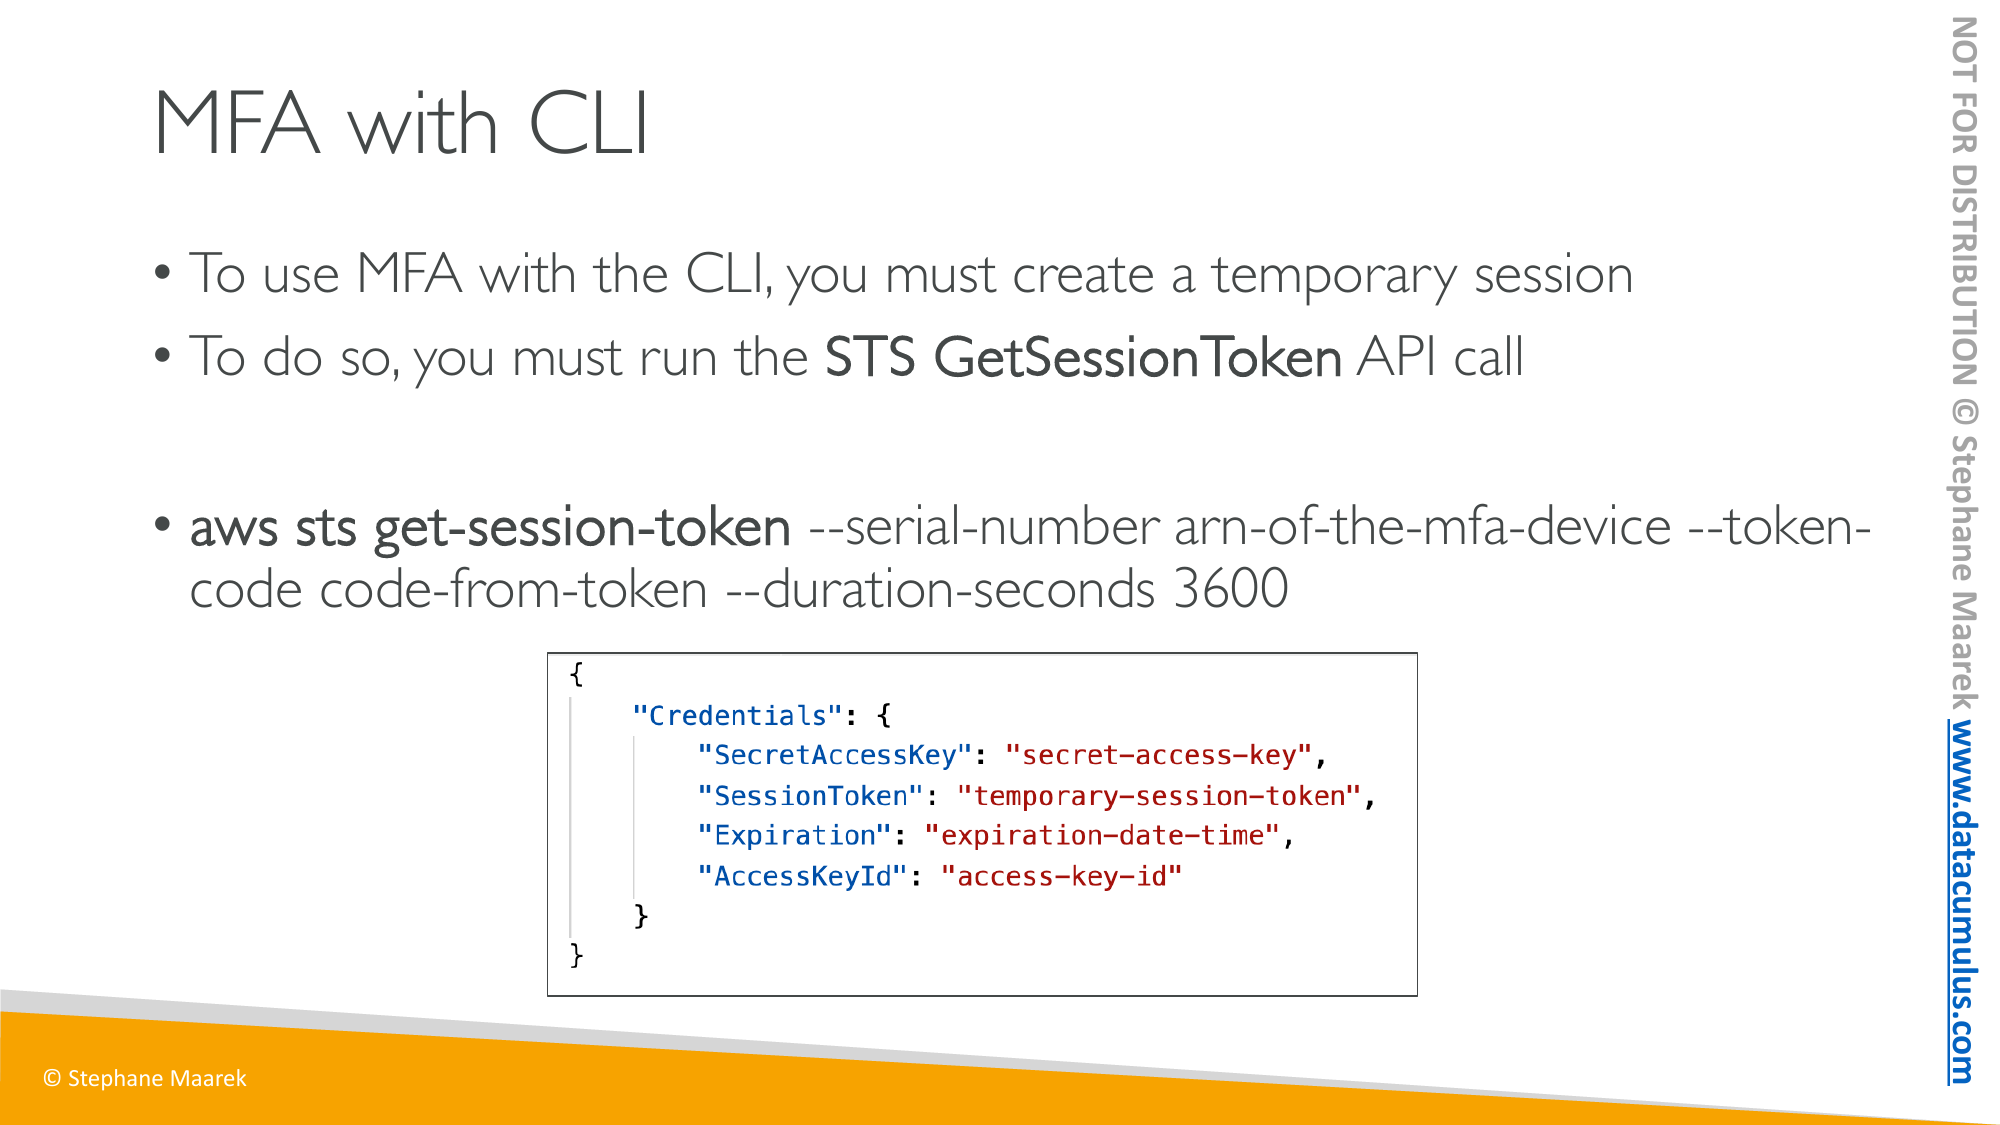 MFA with CLI
• To use MFA with the CLI, you must create a temporary session
• To do so, you must run the STS GetSessionToken API call
• aws sts get-session-token --serial-number arn-of-the-mfa-device --token-
code code-from-token --duration-seconds 3600
{
    "Credentials": {
        "SecretAccessKey": "secret-access-key",
        "SessionToken": "temporary-session-token",
        "Expiration": "expiration-date-time",
        "AccessKeyId": "access-key-id"
    }
}
© Stephane Maarek
NOT FOR DISTRIBUTION © Stephane Maarek www.datacumulus.com